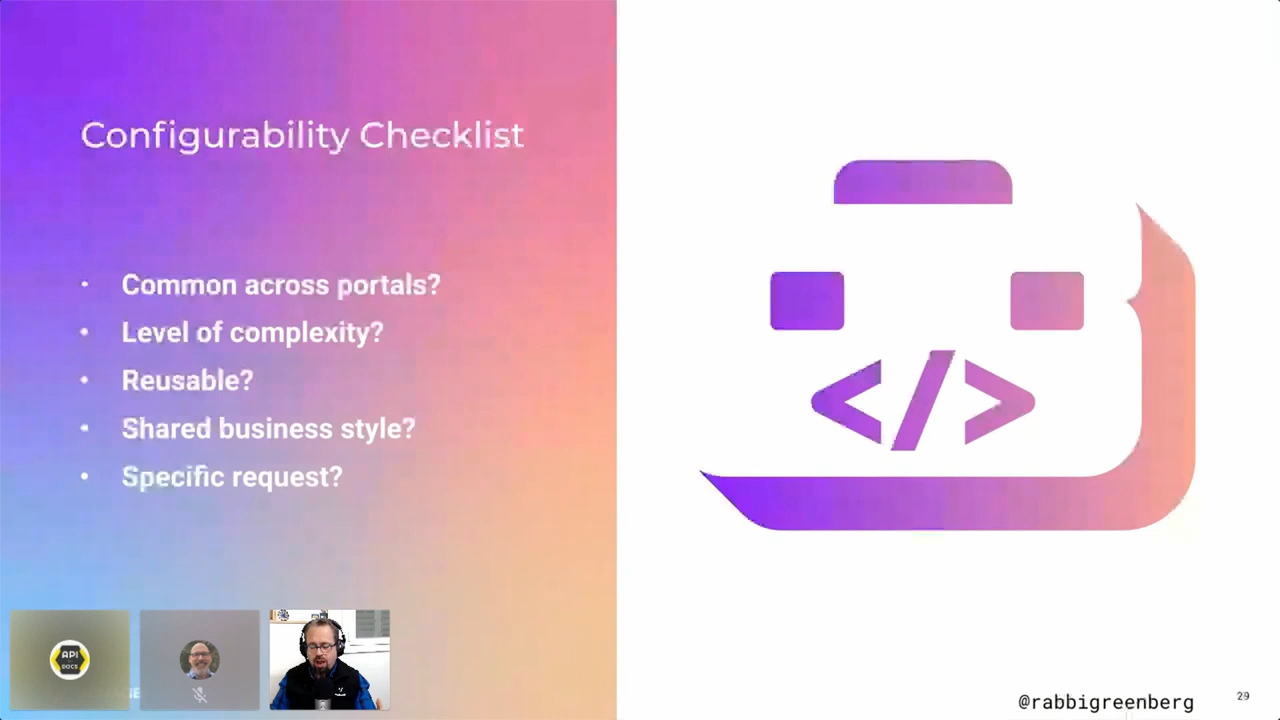 Configurability Checklist
• Common across portals?
• Level of complexity?
• Reusable?
• Shared business style?
• Specific request?
</>
API
DOCS
@rabbigreenberg
29